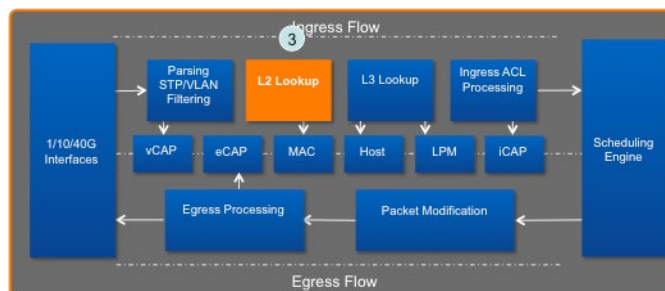 Ingress Flow
3
Parsing
STP/VLAN
Filtering
L2 Lookup
L3 Lookup
Ingress ACL
Processing
1/10/40G
Interfaces
vCAP
eCAP
MAC
Host
LPM
iCAP
Scheduling
Engine
Egress Processing
Packet Modification
Egress Flow